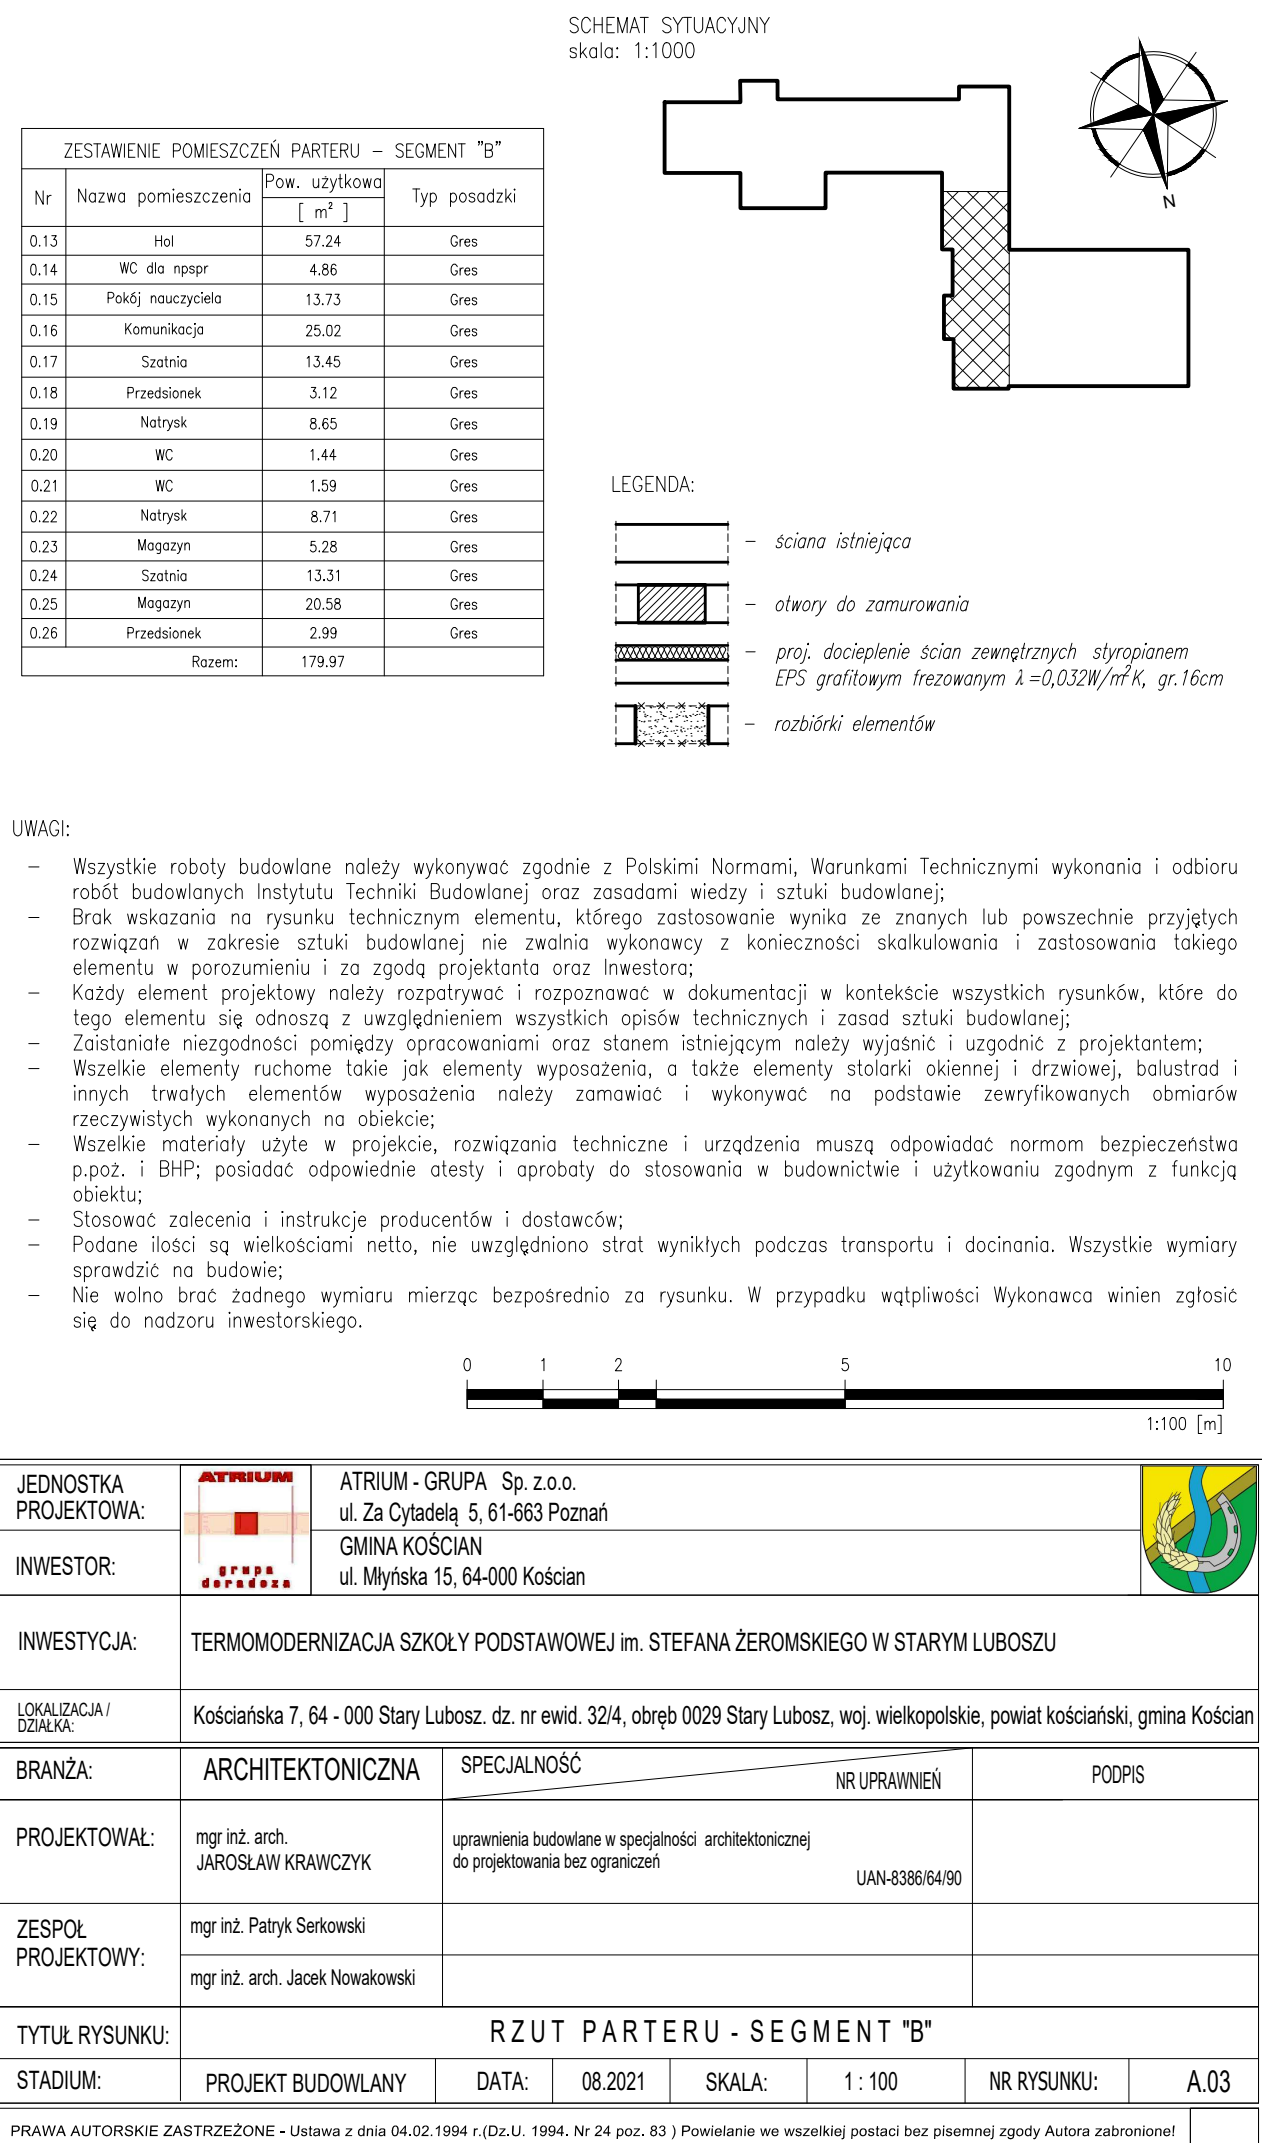 SCHEMAT SYTUACYJNY
skala: 1:1000
N
ZESTAWIENIE POMIESZCZEŃ PARTERU – SEGMENT "B"
Nr Nazwa pomieszczenia Pow. użytkowa [ m² ] Typ posadzki
0.13 Hol 57.24 Gres
0.14 WC dla npspr 4.86 Gres
0.15 Pokój nauczyciela 13.73 Gres
0.16 Komunikacja 25.02 Gres
0.17 Szatnia 13.45 Gres
0.18 Przedsionek 3.12 Gres
0.19 Natrysk 8.65 Gres
0.20 WC 1.44 Gres
0.21 WC 1.59 Gres
0.22 Natrysk 8.71 Gres
0.23 Magazyn 5.28 Gres
0.24 Szatnia 13.31 Gres
0.25 Magazyn 20.58 Gres
0.26 Przedsionek 2.99 Gres
Razem: 179.97
LEGENDA:
– ściana istniejąca
– otwory do zamurowania
– proj. docieplenie ścian zewnętrznych styropianem
EPS grafitowym frezowanym λ=0,032W/m²K, gr.16cm
– rozbiórki elementów
UWAGI:
– Wszystkie roboty budowlane należy wykonywać zgodnie z Polskimi Normami, Warunkami Technicznymi wykonania i odbioru
robót budowlanych Instytutu Techniki Budowlanej oraz zasadami wiedzy i sztuki budowlanej;
– Brak wskazania na rysunku technicznym elementu, którego zastosowanie wynika ze znanych lub powszechnie przyjętych
rozwiązań w zakresie sztuki budowlanej nie zwalnia wykonawcy z konieczności skalkulowania i zastosowania takiego
elementu w porozumieniu i za zgodą projektanta oraz Inwestora;
– Każdy element projektowy należy rozpatrywać i rozpoznawać w dokumentacji w kontekście wszystkich rysunków, które do
tego elementu się odnoszą z uwzględnieniem wszystkich opisów technicznych i zasad sztuki budowlanej;
– Zaistaniałe niezgodności pomiędzy opracowaniami oraz stanem istniejącym należy wyjaśnić i uzgodnić z projektantem;
– Wszelkie elementy ruchome takie jak elementy wyposażenia, a także elementy stolarki okiennej i drzwiowej, balustrad i
innych trwałych elementów wyposażenia należy zamawiać i wykonywać na podstawie zewryfikowanych obmiarów
rzeczywistych wykonanych na obiekcie;
– Wszelkie materiały użyte w projekcie, rozwiązania techniczne i urządzenia muszą odpowiadać normom bezpieczeństwa
p.poż. i BHP; posiadać odpowiednie atesty i aprobaty do stosowania w budownictwie i użytkowaniu zgodnym z funkcją
obiektu;
– Stosować zalecenia i instrukcje producentów i dostawców;
– Podane ilości są wielkościami netto, nie uwzględniono strat wynikłych podczas transportu i docinania. Wszystkie wymiary
sprawdzić na budowie;
– Nie wolno brać żadnego wymiaru mierząc bezpośrednio za rysunku. W przypadku wątpliwości Wykonawca winien zgłosić
się do nadzoru inwestorskiego.
0 1 2 5 10
1:100 [m]
JEDNOSTKA
PROJEKTOWA:
ATRIUM
grupa
doradoza
ATRIUM - GRUPA Sp. z.o.o.
ul. Za Cytadelą 5, 61-663 Poznań
INWESTOR:
GMINA KOŚCIAN
ul. Młyńska 15, 64-000 Kościan
INWESTYCJA: TERMOMODERNIZACJA SZKOŁY PODSTAWOWEJ im. STEFANA ŻEROMSKIEGO W STARYM LUBOSZU
LOKALIZACJA /
DZIAŁKA:
Kościańska 7, 64 - 000 Stary Lubosz. dz. nr ewid. 32/4, obręb 0029 Stary Lubosz, woj. wielkopolskie, powiat kościański, gmina Kościan
BRANŻA: ARCHITEKTONICZNA SPECJALNOŚĆ NR UPRAWNIEŃ PODPIS
PROJEKTOWAŁ:
mgr inż. arch.
JAROSŁAW KRAWCZYK
uprawnienia budowlane w specjalności architektonicznej
do projektowania bez ograniczeń
UAN-8386/64/90
ZESPOŁ
PROJEKTOWY:
mgr inż. Patryk Serkowski
mgr inż. arch. Jacek Nowakowski
TYTUŁ RYSUNKU: RZUT PARTERU - SEGMENT "B"
STADIUM: PROJEKT BUDOWLANY DATA: 08.2021 SKALA: 1 : 100 NR RYSUNKU: A.03
PRAWA AUTORSKIE ZASTRZEŻONE - Ustawa z dnia 04.02.1994 r.(Dz.U. 1994. Nr 24 poz. 83 ) Powielanie we wszelkiej postaci bez pisemnej zgody Autora zabronione!